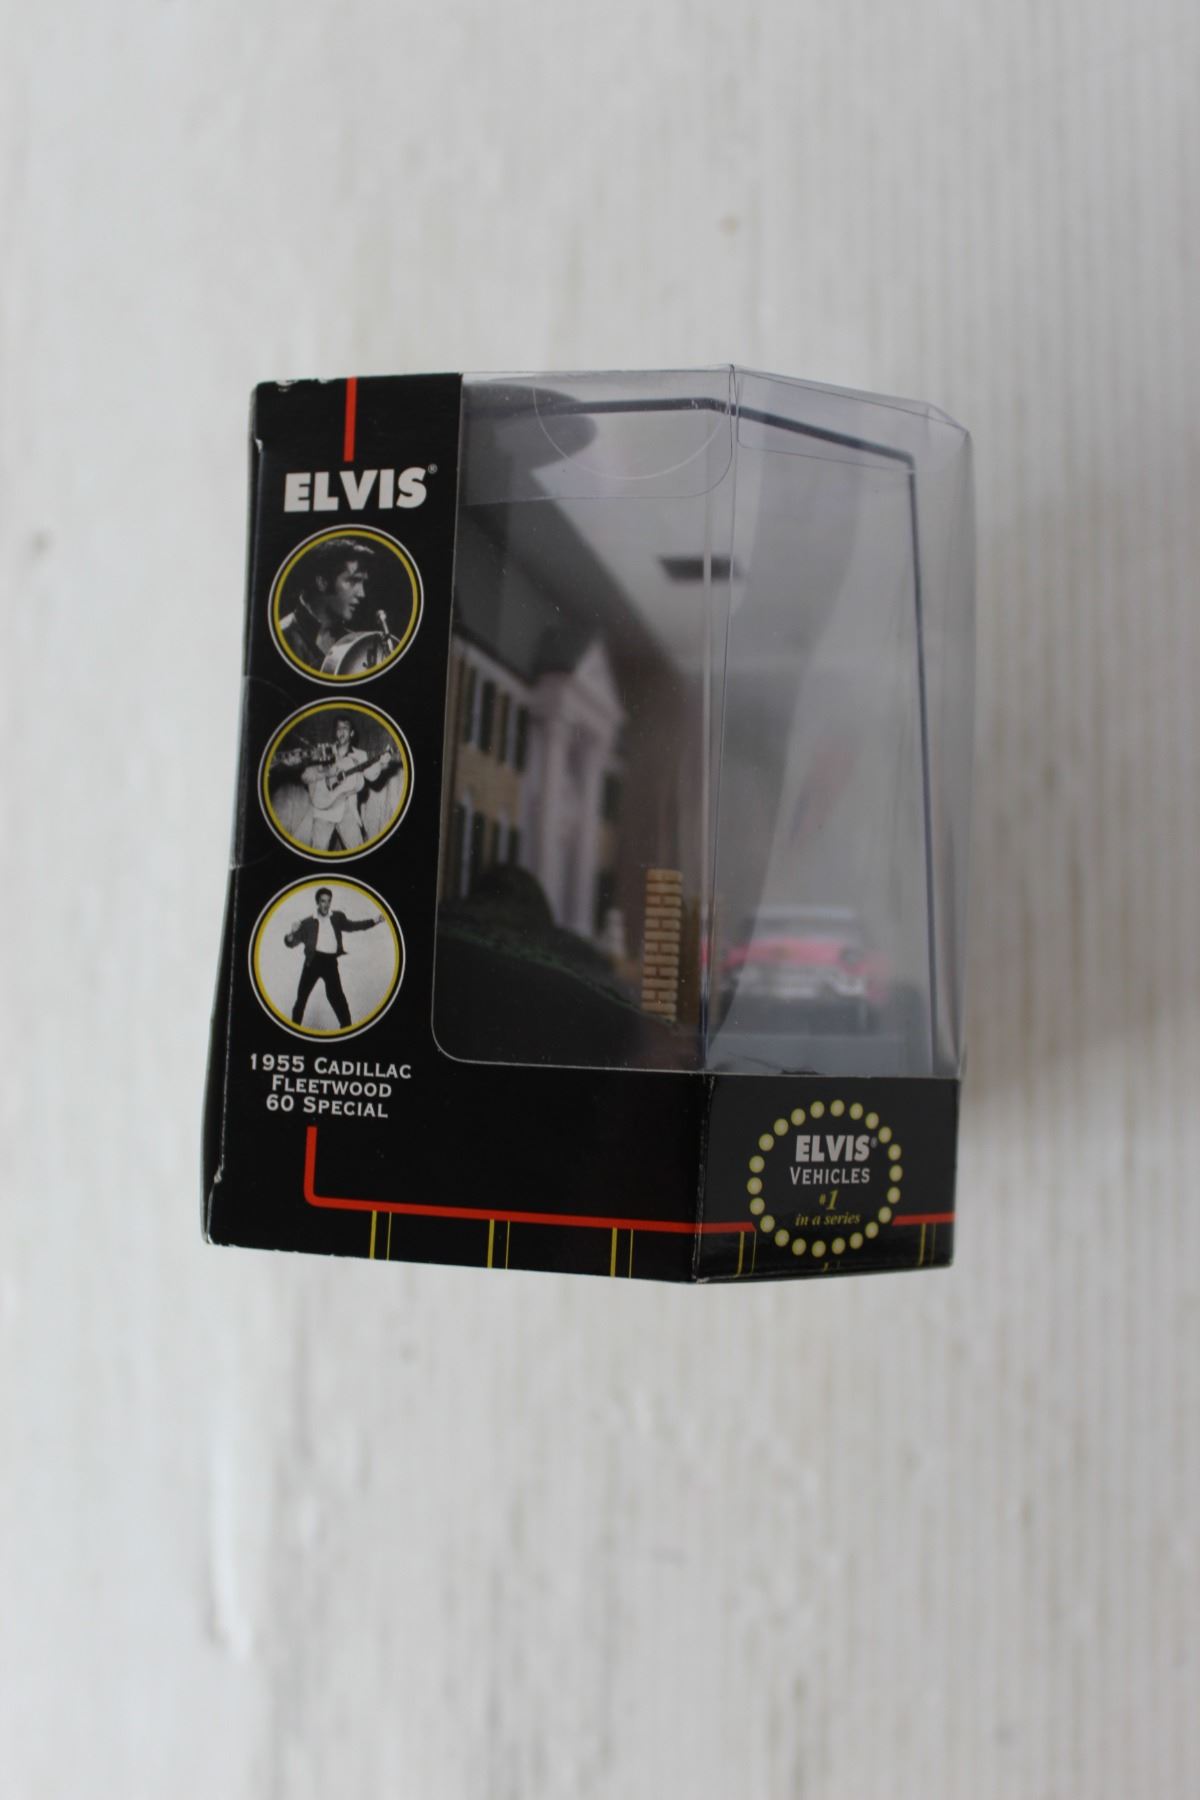 ELVIS®
1955 CADILLAC
FLEETWOOD
60 SPECIAL
ELVIS®
VEHICLES
#1
in a series